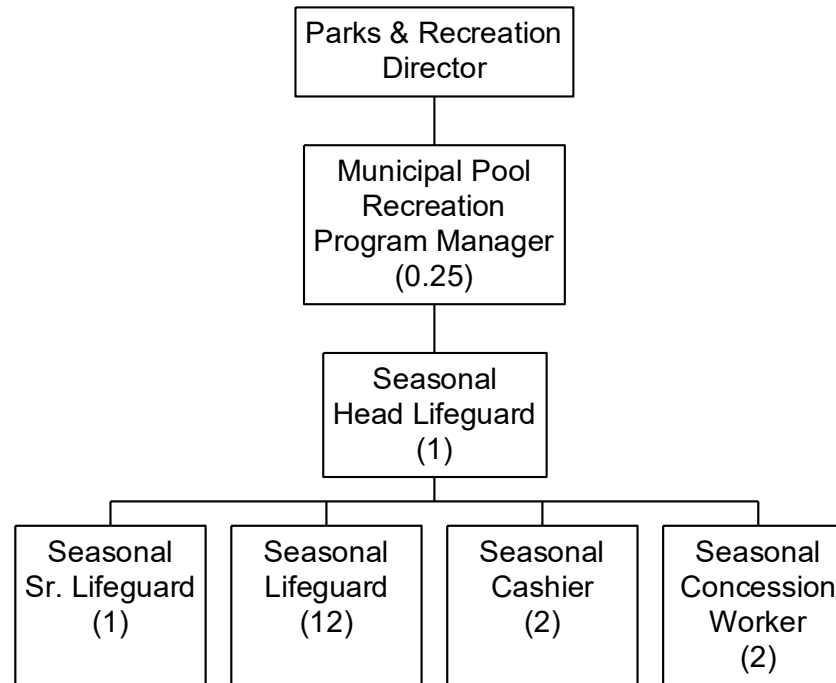 Parks & Recreation
Director
Municipal Pool
Recreation
Program Manager
(0.25)
Seasonal
Head Lifeguard
(1)
Seasonal
Sr. Lifeguard
(1)
Seasonal
Lifeguard
(12)
Seasonal
Cashier
(2)
Seasonal
Concession
Worker
(2)